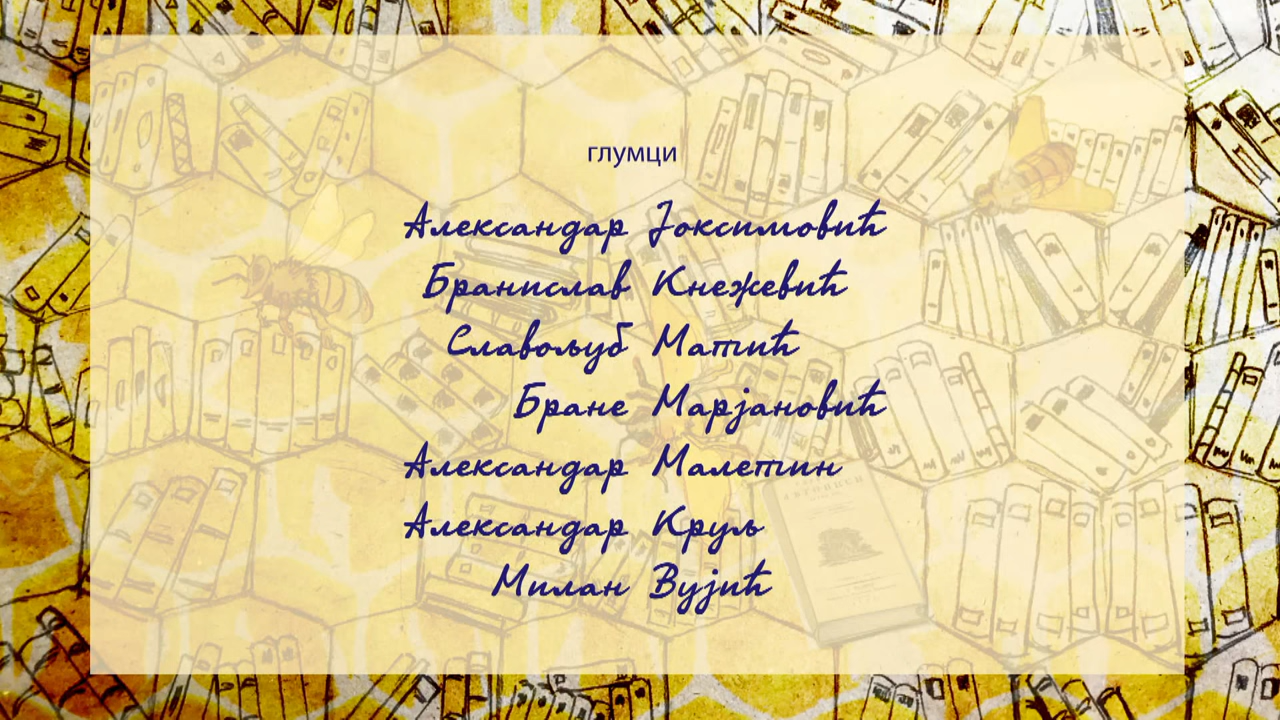 глумци
Александар Јоксимовић
Бранислав Кнежевић
Славољуб Матић
Бране Марјановић
Александар Малетин
Александар Круљ
Милан Вујић